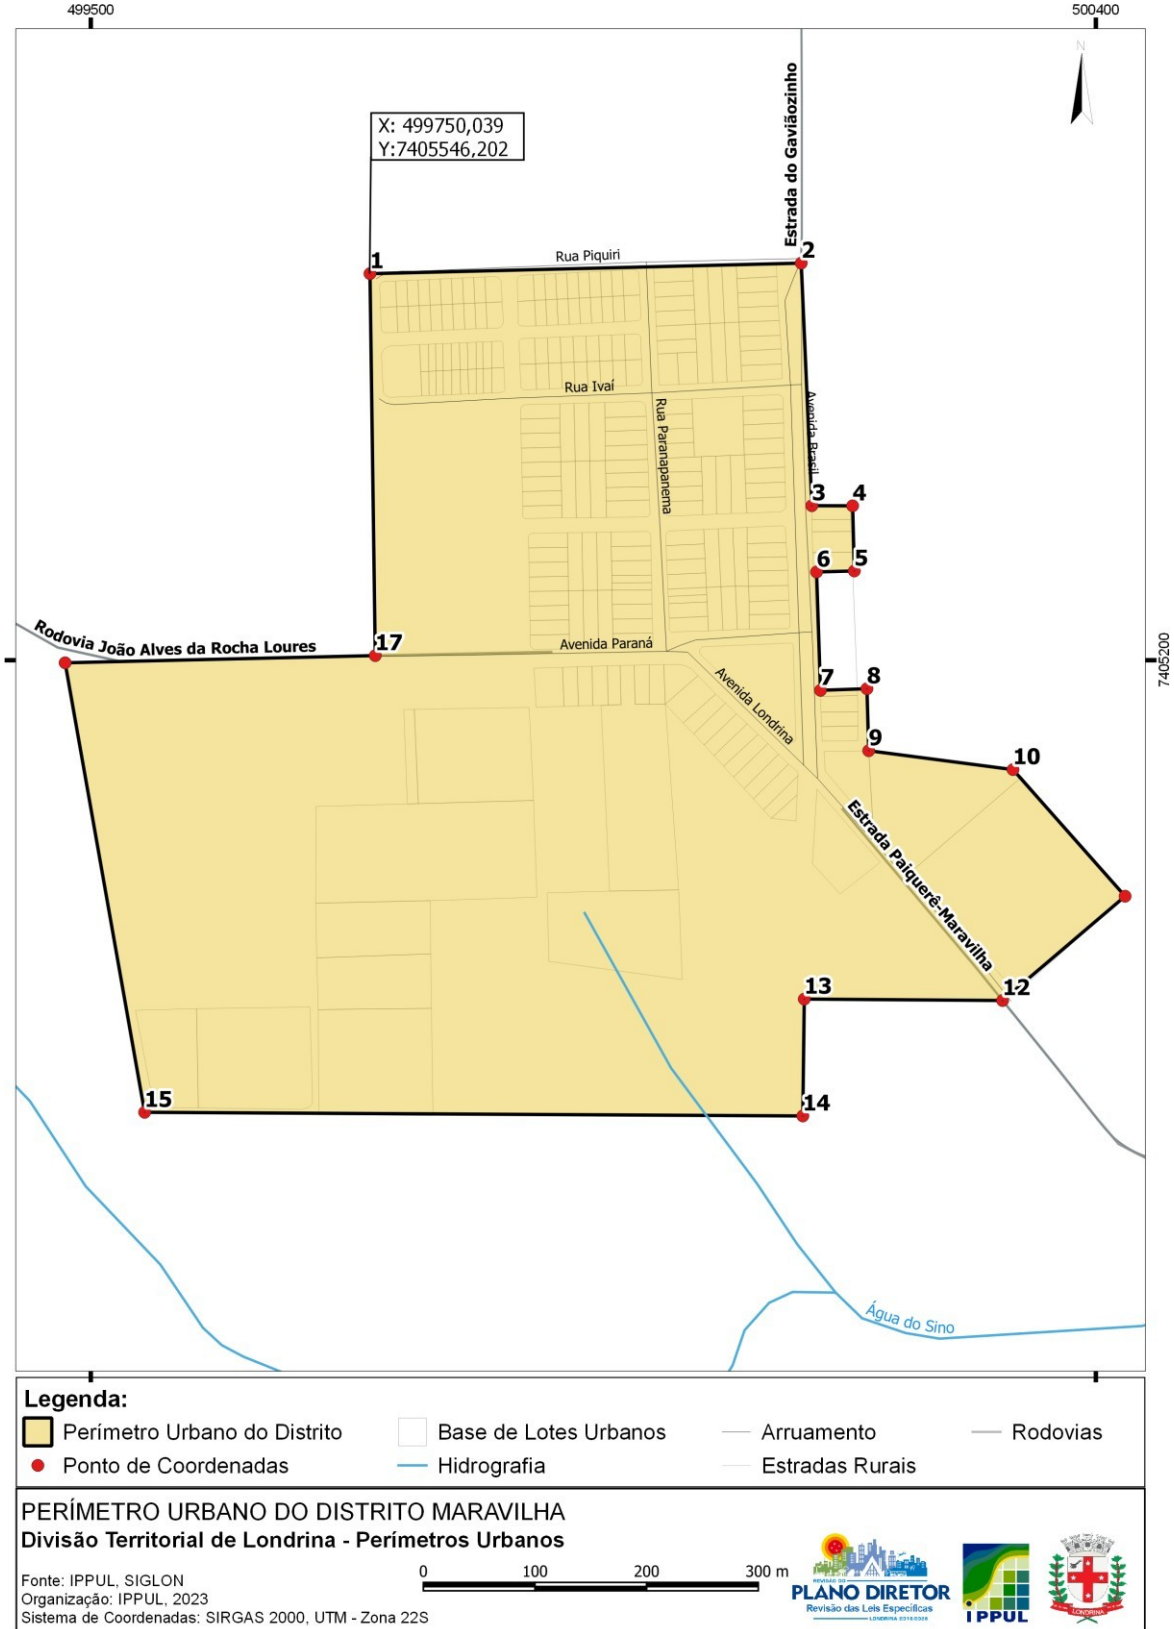 499500
500400
N
X: 499750,039
Y:7405546,202
Estrada do Gaviãozinho
1
Rua Piquiri
2
Rua Ivaí
Rua Paranapanema
Avenida Brasil
3
4
6
5
Rodovia João Alves da Rocha Loures
17
Avenida Paraná
7405200
7
8
Avenida Londrina
9
10
Estrada Paiquerê-Maravilha
13
12
15
14
Água do Sino
Legenda:
Perímetro Urbano do Distrito
Base de Lotes Urbanos
Arruamento
Rodovias
Ponto de Coordenadas
Hidrografia
Estradas Rurais
PERÍMETRO URBANO DO DISTRITO MARAVILHA
Divisão Territorial de Londrina - Perímetros Urbanos
Fonte: IPPUL, SIGLON
Organização: IPPUL, 2023
Sistema de Coordenadas: SIRGAS 2000, UTM - Zona 22S
0 100 200 300 m
REVISÃO DO
PLANO DIRETOR
Revisão das Leis Específicas
IPPUL
LONDRINA